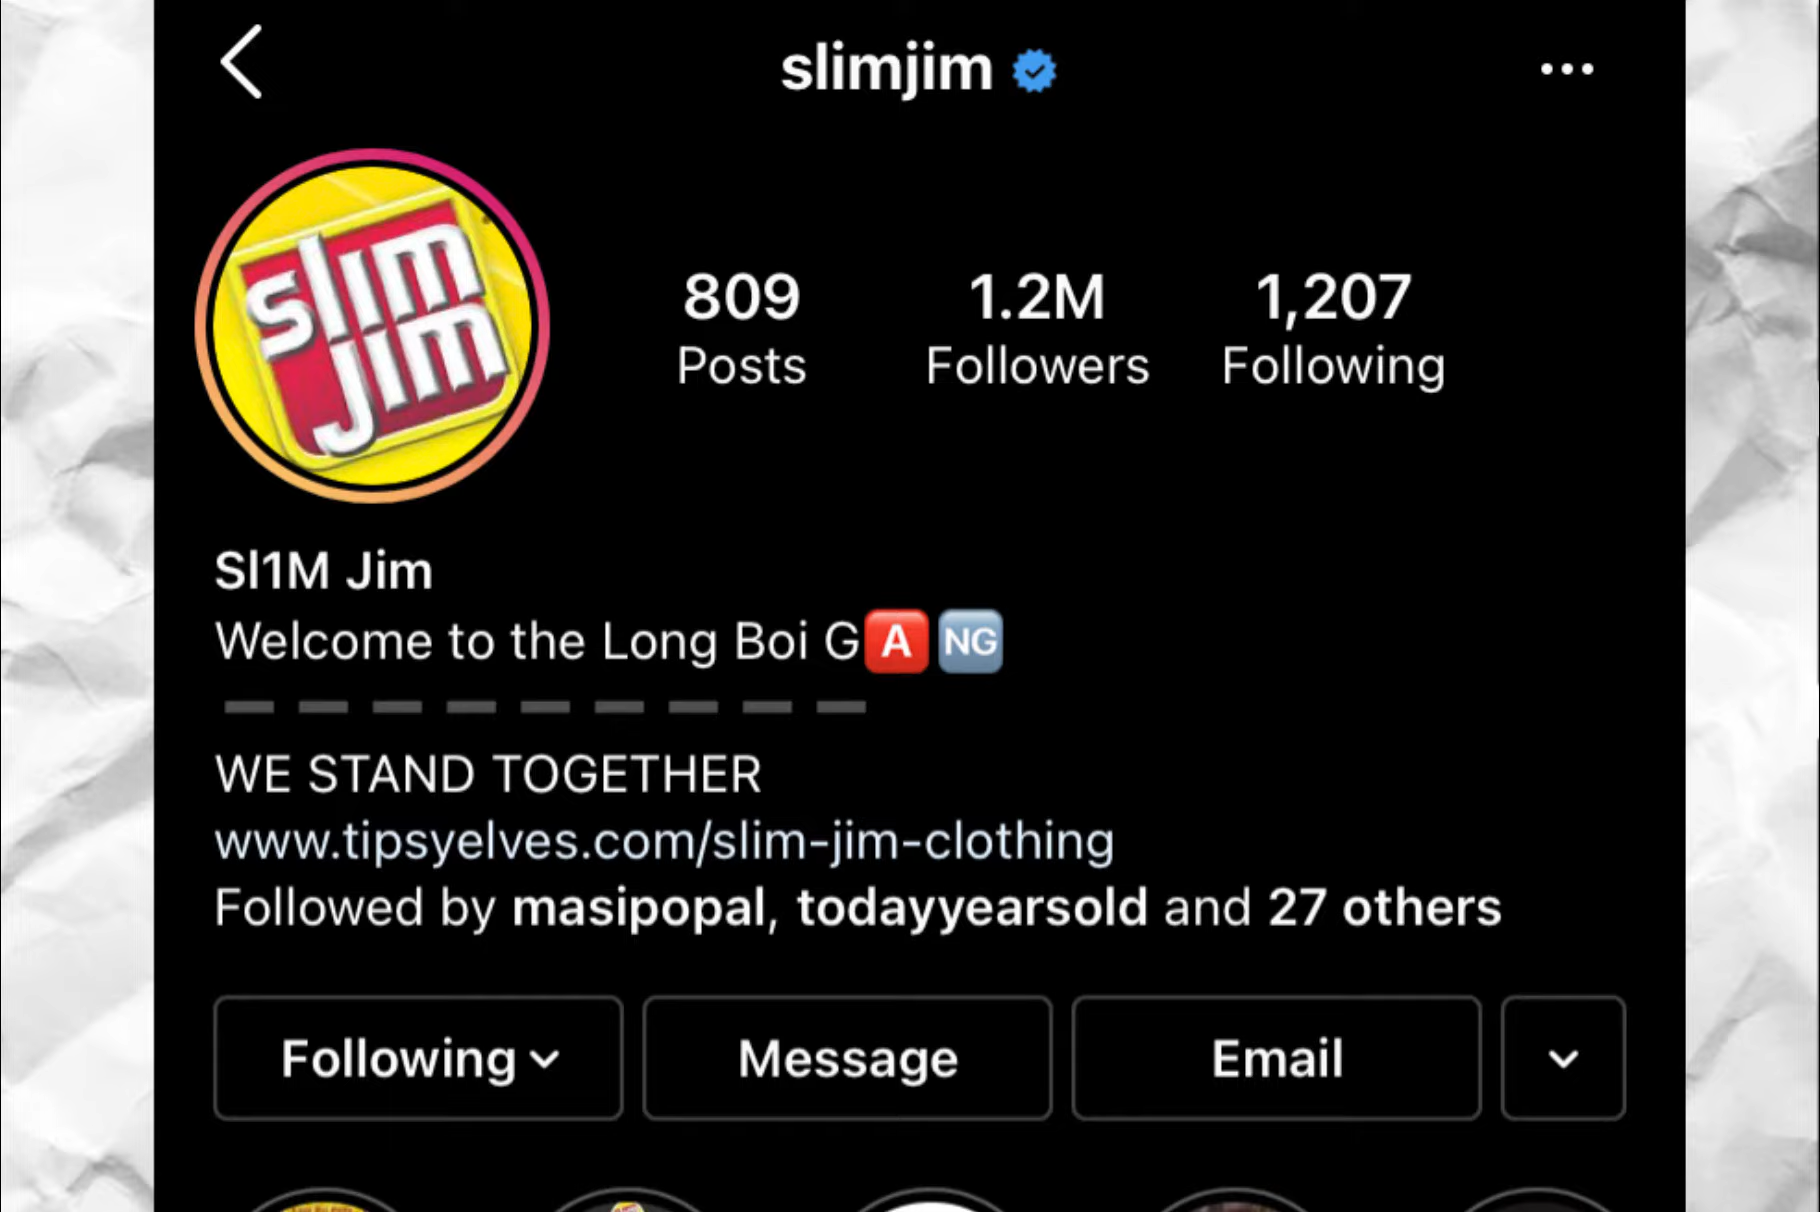 slimjim
slim
jim
809 1.2M 1,207
Posts Followers Following
Sl1M Jim
Welcome to the Long Boi G🅰️🆖
WE STAND TOGETHER
www.tipsyelves.com/slim-jim-clothing
Followed by masipopal, todayyearsold and 27 others
Following Message Email